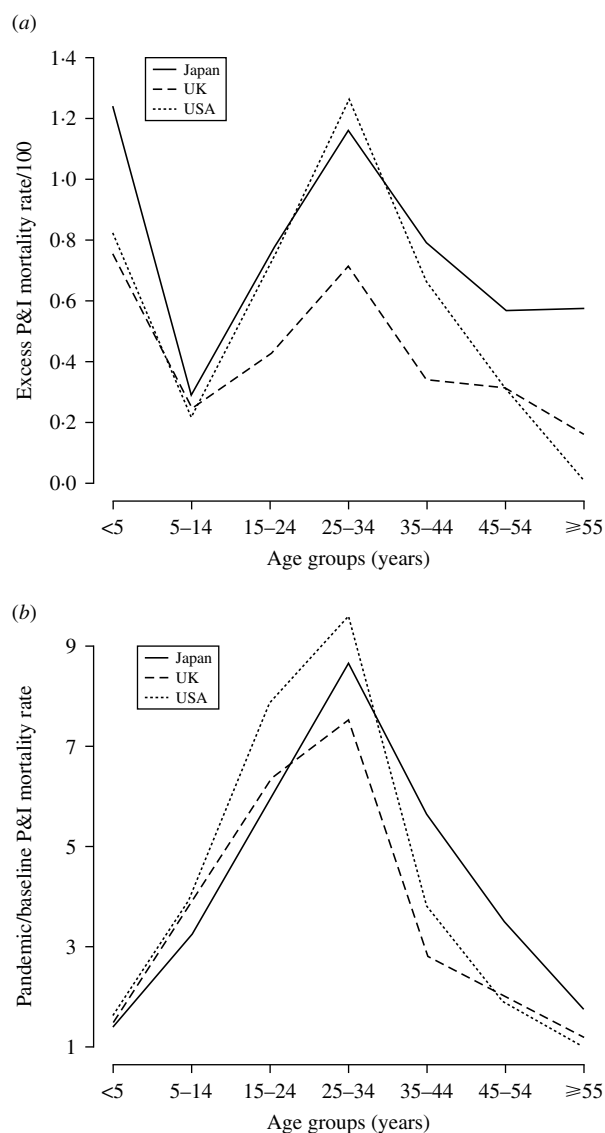 (a)
1·4
1·2
1·0
0·8
0·6
0·4
0·2
0·0
Excess P&I mortality rate/100
Japan
UK
USA
<5 5–14 15–24 25–34 35–44 45–54 ⩾55
Age groups (years)
(b)
9
7
5
3
1
Pandemic/baseline P&I mortality rate
Japan
UK
USA
<5 5–14 15–24 25–34 35–44 45–54 ⩾55
Age groups (years)